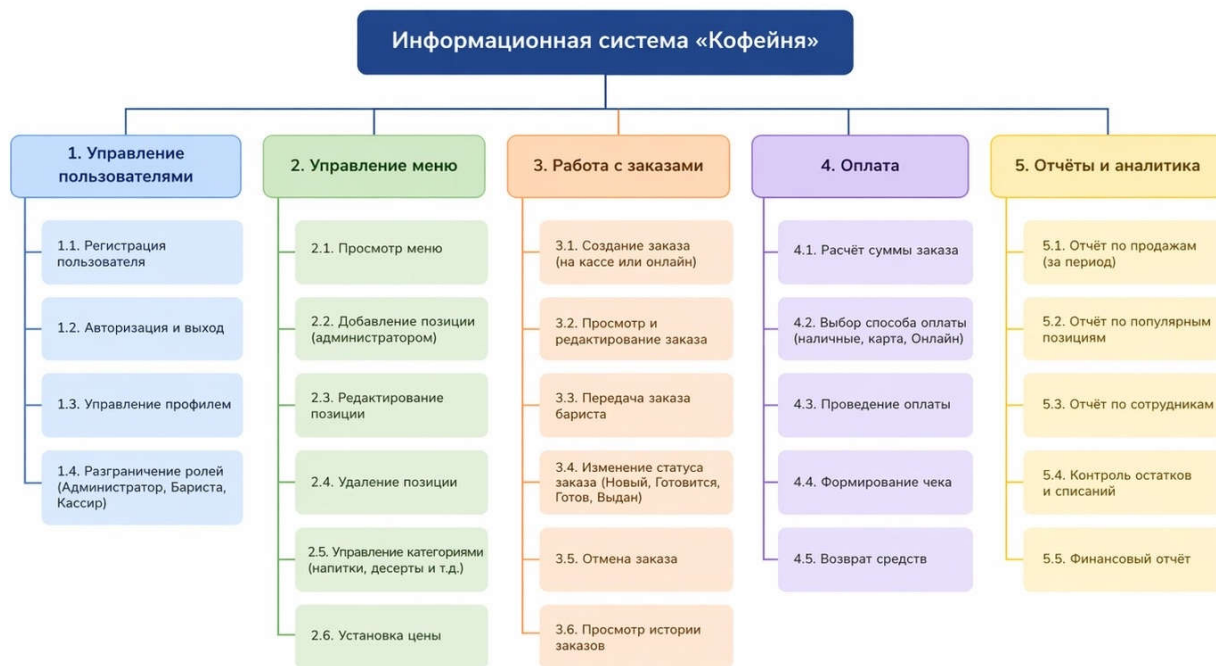 Информационная система «Кофейня»
1. Управление
пользователями
1.1. Регистрация
пользователя
1.2. Авторизация и выход
1.3. Управление профилем
1.4. Разграничение ролей
(Администратор, Бариста,
Кассир)
2. Управление меню
2.1. Просмотр меню
2.2. Добавление позиции
(администратором)
2.3. Редактирование
позиции
2.4. Удаление позиции
2.5. Управление категориями
(напитки, десерты и т.д.)
2.6. Установка цены
3. Работа с заказами
3.1. Создание заказа
(на кассе или онлайн)
3.2. Просмотр и
редактирование заказа
3.3. Передача заказа
бариста
3.4. Изменение статуса
заказа (Новый, Готовится,
Готов, Выдан)
3.5. Отмена заказа
3.6. Просмотр истории
заказов
4. Оплата
4.1. Расчёт суммы заказа
4.2. Выбор способа оплаты
(наличные, карта, Онлайн)
4.3. Проведение оплаты
4.4. Формирование чека
4.5. Возврат средств
5. Отчёты и аналитика
5.1. Отчёт по продажам
(за период)
5.2. Отчёт по популярным
позициям
5.3. Отчёт по сотрудникам
5.4. Контроль остатков
и списаний
5.5. Финансовый отчёт